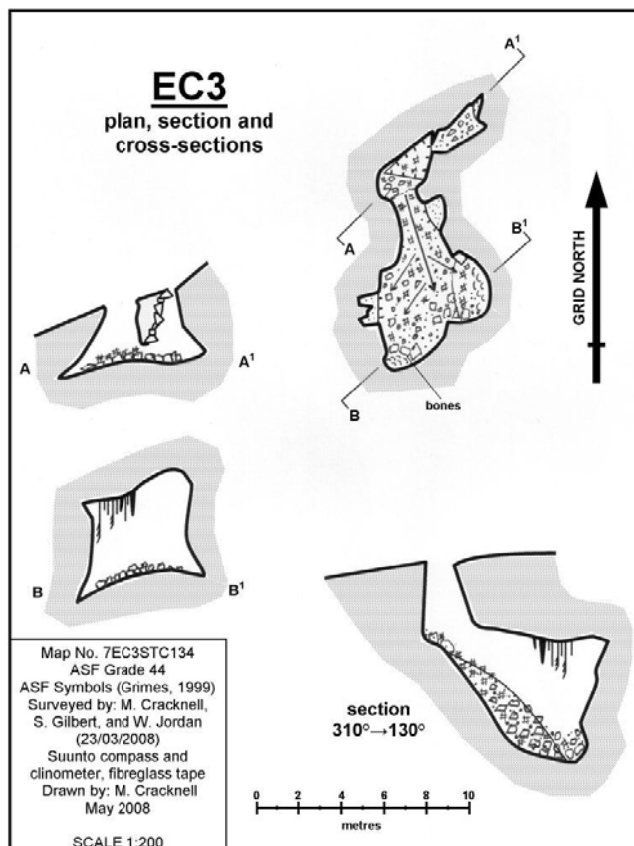 EC3
plan, section and
cross-sections
A¹
A
B¹
B
bones
GRID NORTH
A
A¹
B
B¹
section
310°→130°
0 2 4 6 8 10
metres
Map No. 7EC3STC134
ASF Grade 44
ASF Symbols (Grimes, 1999)
Surveyed by: M. Cracknell,
S. Gilbert, and W. Jordan
(23/03/2008)
Suunto compass and
clinometer, fibreglass tape
Drawn by: M. Cracknell
May 2008
SCALE 1:200